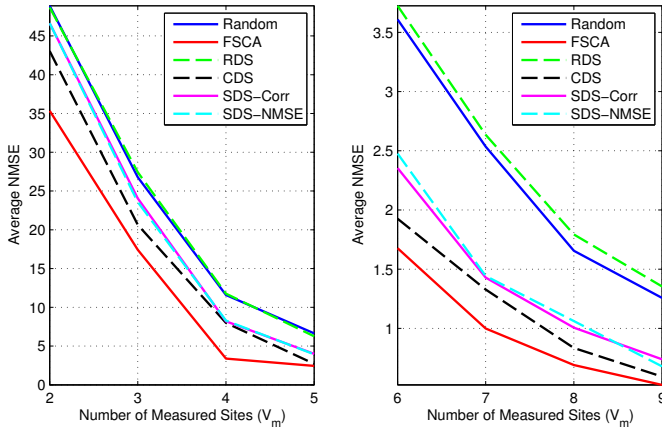 Average NMSE
45
40
35
30
25
20
15
10
5
0
2
3
4
5
Number of Measured Sites (V_m)
Random
FSCA
RDS
CDS
SDS-Corr
SDS-NMSE
Average NMSE
3.5
3
2.5
2
1.5
1
6
7
8
9
Number of Measured Sites (V_m)
Random
FSCA
RDS
CDS
SDS-Corr
SDS-NMSE